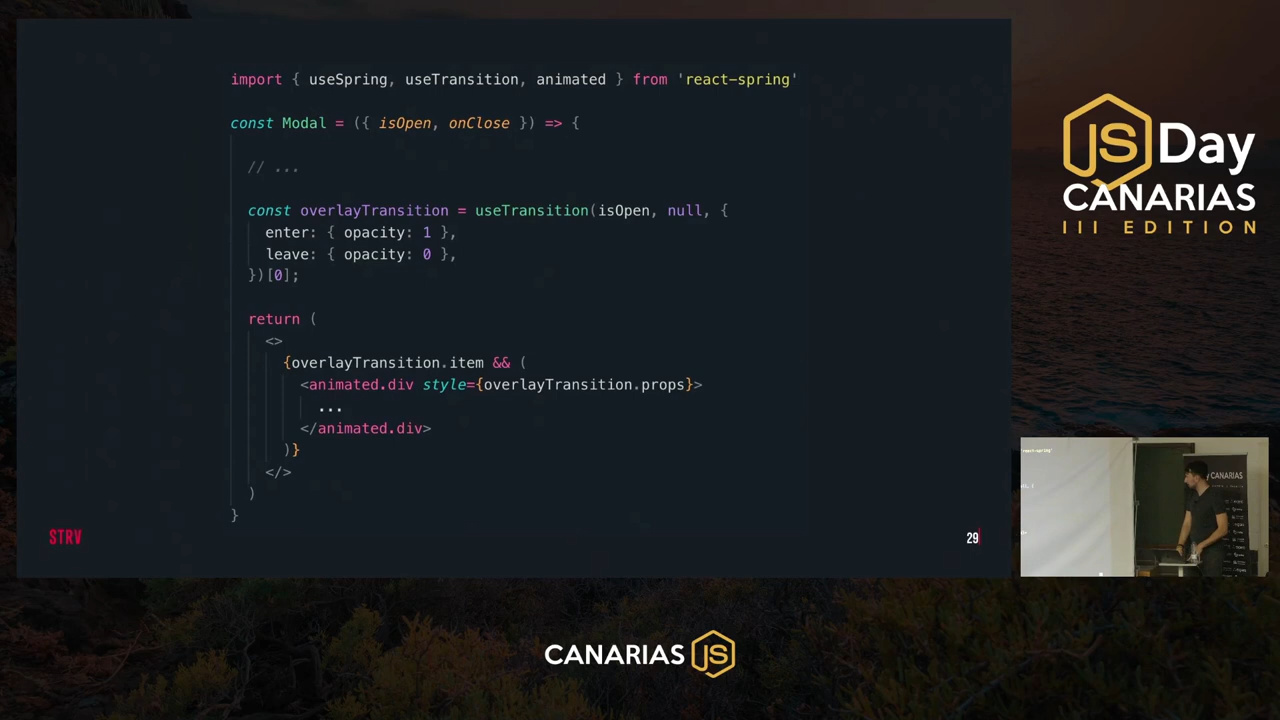 import { useSpring, useTransition, animated } from 'react-spring'
const Modal = ({ isOpen, onClose }) => {
// ...
const overlayTransition = useTransition(isOpen, null, {
enter: { opacity: 1 },
leave: { opacity: 0 },
})[0];
return (
<>
{overlayTransition.item && (
<animated.div style={overlayTransition.props}>
...
</animated.div>
)}
</>
)
}
STRV
29
JS Day
CANARIAS
III EDITION
CANARIAS
CANARIAS JS